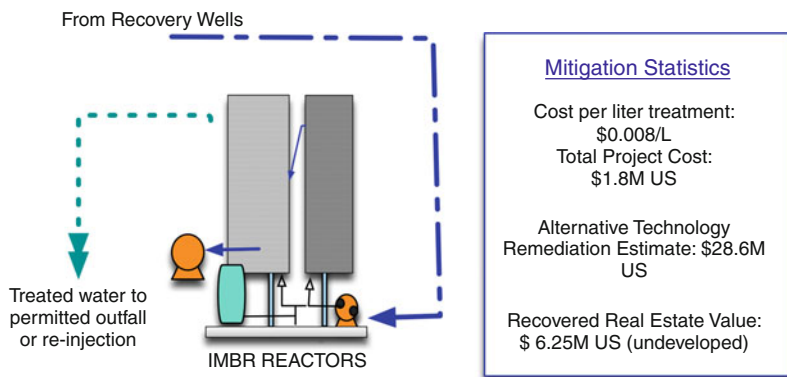 From Recovery Wells
Treated water to
permitted outfall
or re-injection
IMBR REACTORS
Mitigation Statistics
Cost per liter treatment:
$0.008/L
Total Project Cost:
$1.8M US
Alternative Technology
Remediation Estimate: $28.6M
US
Recovered Real Estate Value:
$ 6.25M US (undeveloped)